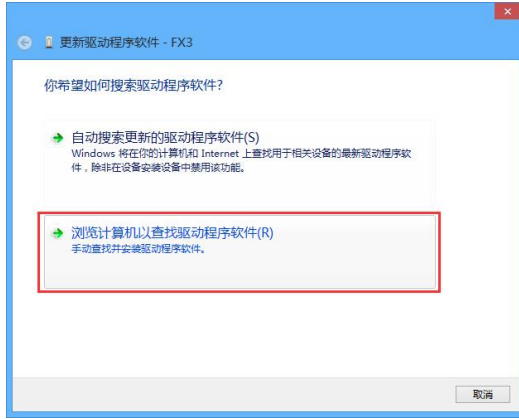 更新驱动程序软件 - FX3
你希望如何搜索驱动程序软件?
自动搜索更新的驱动程序软件(S)
Windows 将在你的计算机和 Internet 上查找用于相关设备的最新驱动程序软
件，除非在设备安装设备中禁用该功能。
浏览计算机以查找驱动程序软件(R)
手动查找并安装驱动程序软件。
取消